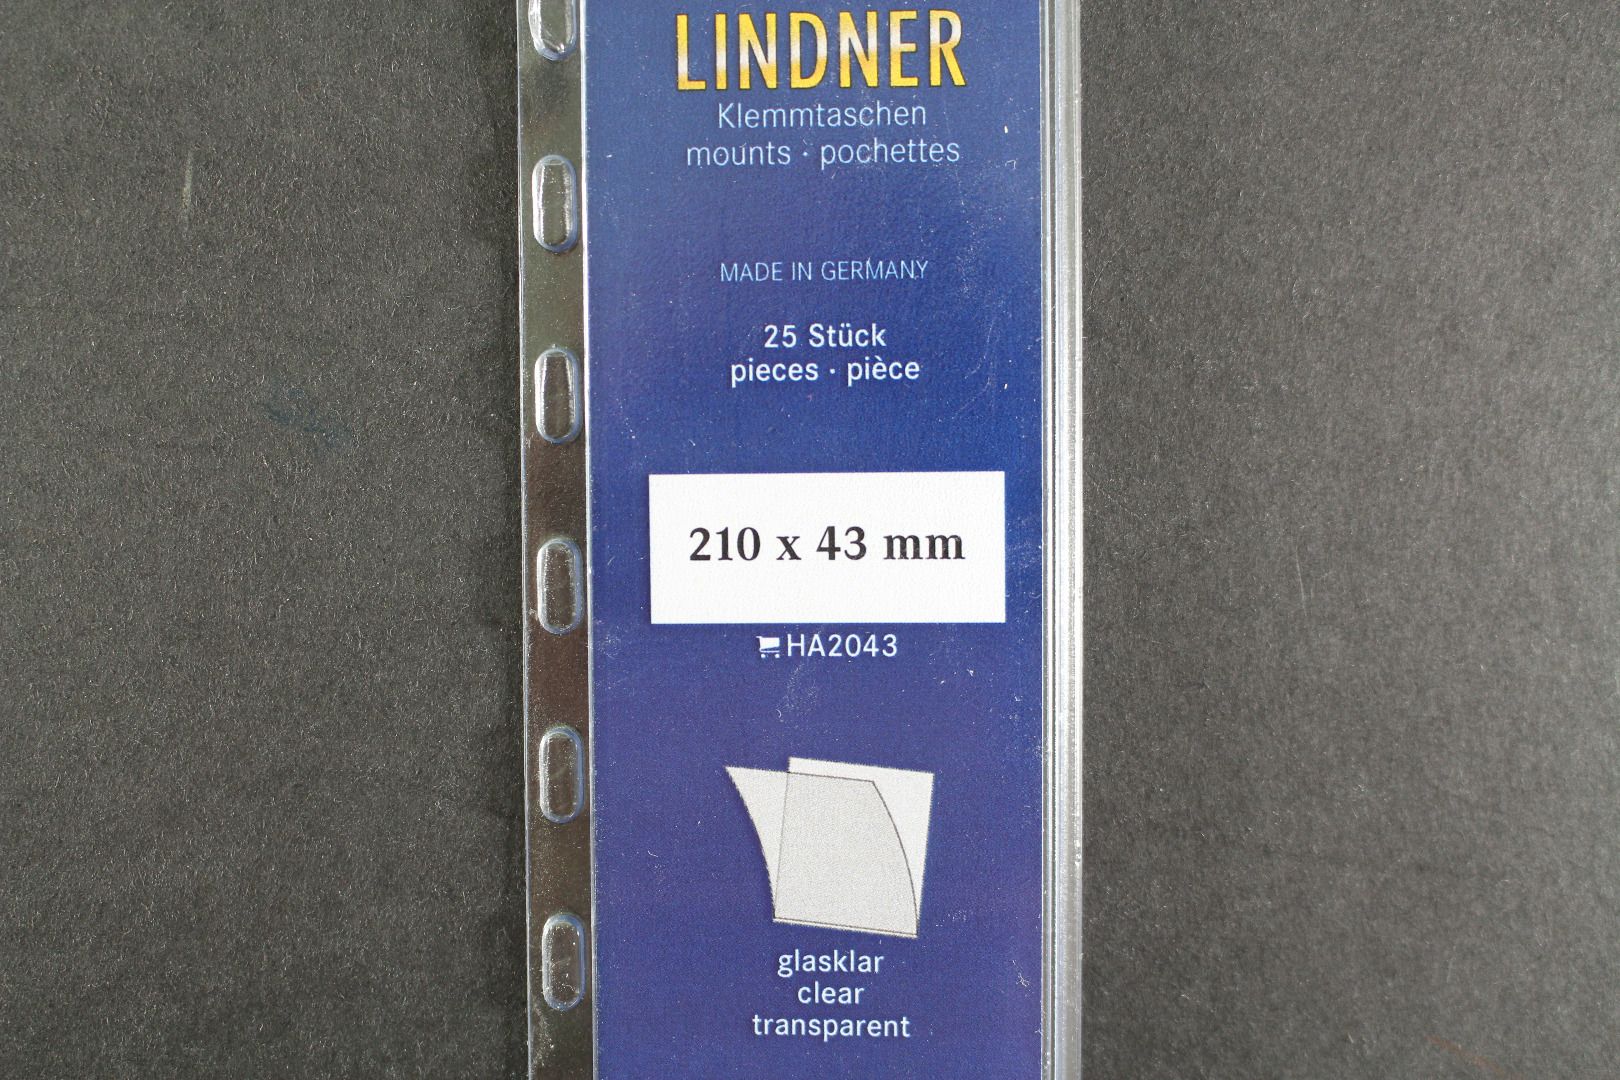 LINDNER
Klemmtaschen
mounts · pochettes
MADE IN GERMANY
25 Stück
pieces · pièce
210 x 43 mm
HA2043
glasklar
clear
transparent